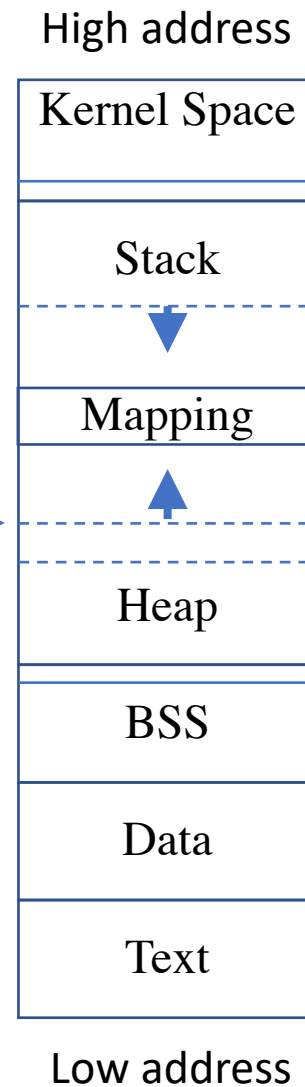 High address
Kernel Space
Stack
Mapping
Heap
BSS
Data
Text
Low address